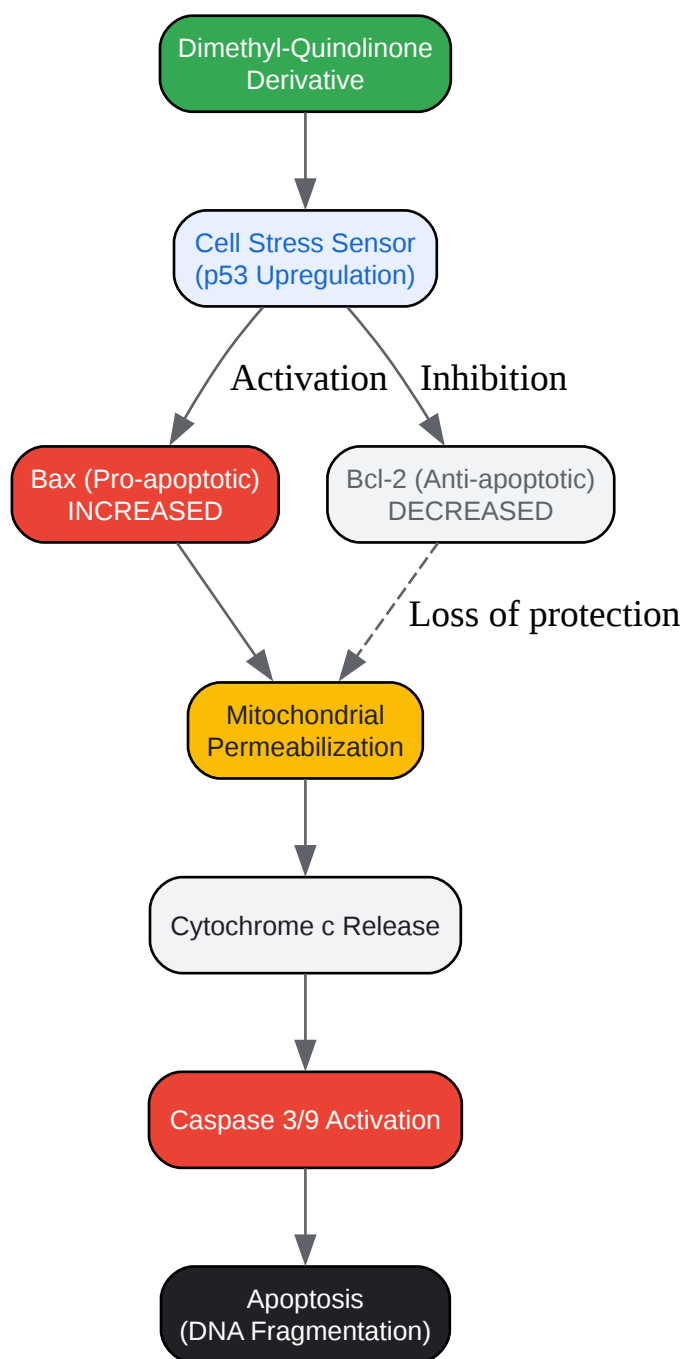 Dimethyl-Quinolinone
Derivative
Cell Stress Sensor
(p53 Upregulation)
Activation
Inhibition
Bax (Pro-apoptotic)
INCREASED
Bcl-2 (Anti-apoptotic)
DECREASED
Loss of protection
Mitochondrial
Permeabilization
Cytochrome c Release
Caspase 3/9 Activation
Apoptosis
(DNA Fragmentation)